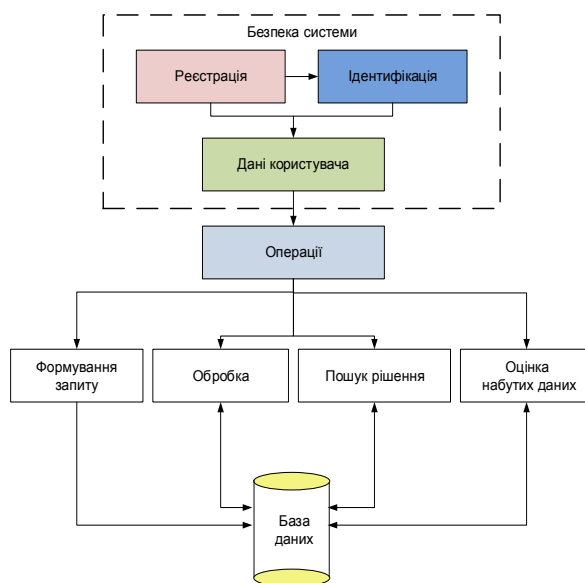 Безпека системи
Реєстрація
Ідентифікація
Дані користувача
Операції
Формування
запиту
Обробка
Пошук рішення
Оцінка
набутих даних
База
даних